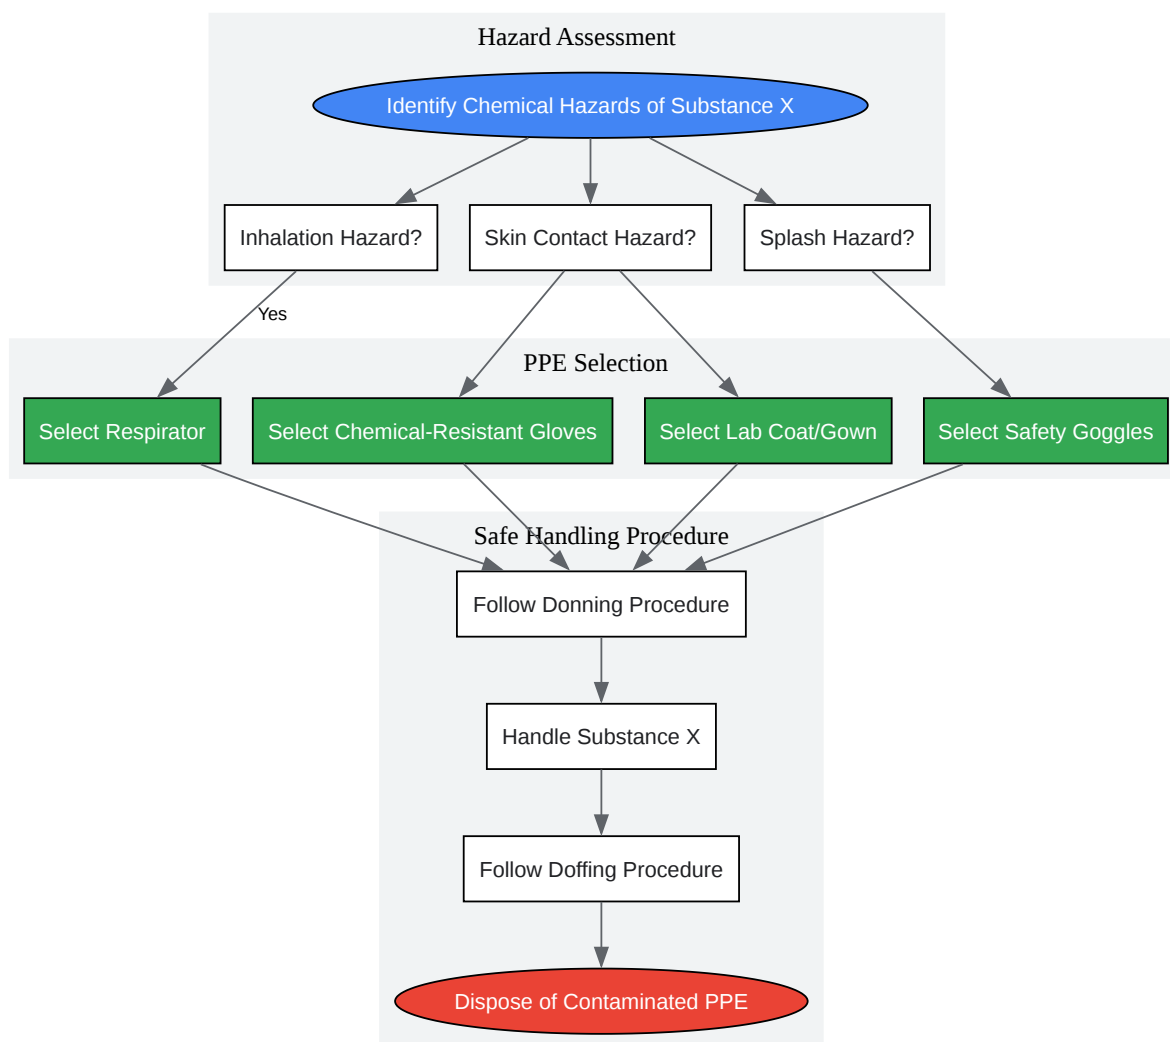 Hazard Assessment
Identify Chemical Hazards of Substance X
Inhalation Hazard?
Skin Contact Hazard?
Splash Hazard?
Yes
PPE Selection
Select Respirator
Select Chemical-Resistant Gloves
Select Lab Coat/Gown
Select Safety Goggles
Safe Handling Procedure
Follow Donning Procedure
Handle Substance X
Follow Doffing Procedure
Dispose of Contaminated PPE